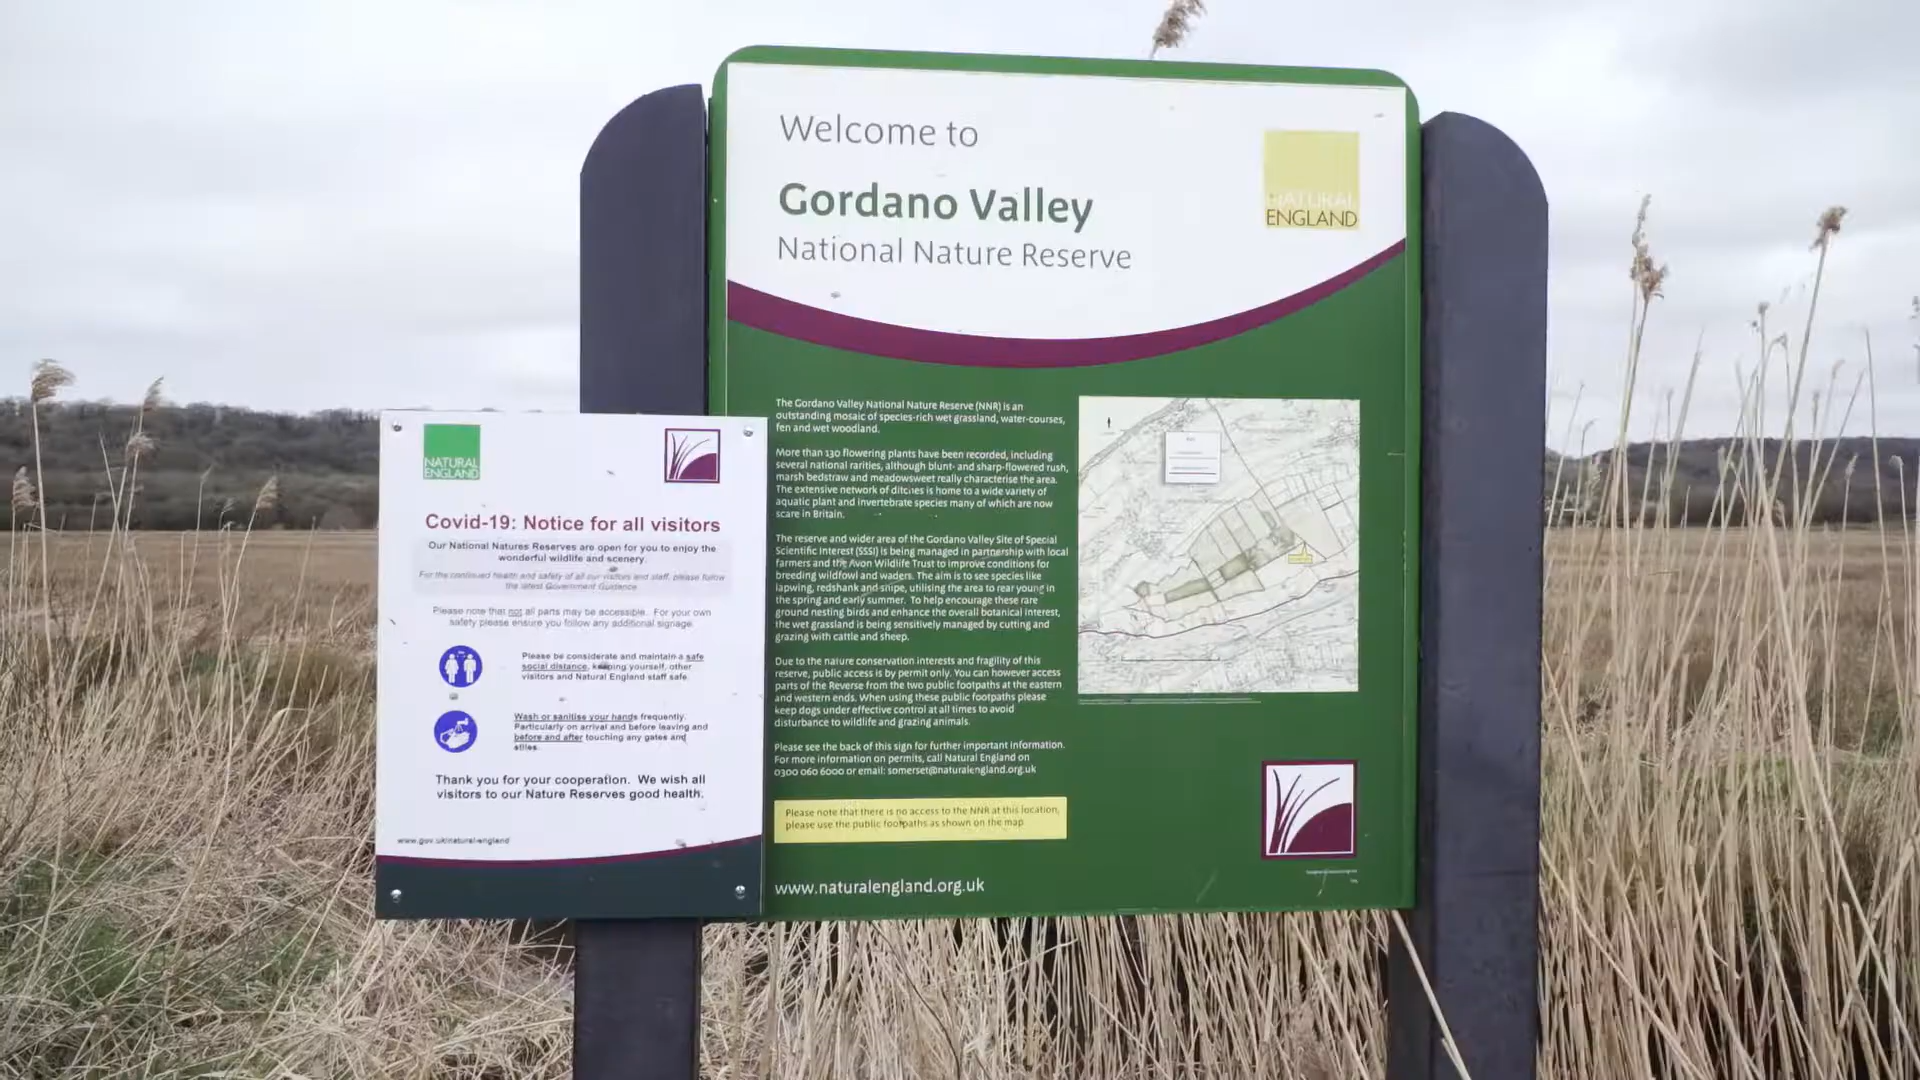 Welcome to
Gordano Valley
National Nature Reserve
NATURAL
ENGLAND
The Gordano Valley National Nature Reserve (NNR) is an
outstanding mosaic of species-rich wet grassland, water-courses,
fen and wet woodland.
More than 130 flowering plants have been recorded, including
several national rarities, although blunt- and sharp-flowered rush,
marsh bedstraw and meadowsweet really characterise the area.
The extensive network of ditches is home to a wide variety of
aquatic plant and invertebrate species many of which are now
scare in Britain.
The reserve and wider area of the Gordano Valley Site of Special
Scientific Interest (SSSI) is being managed in partnership with local
farmers and the Avon Wildlife Trust to improve conditions for
breeding wildfowl and waders. The aim is to see species like
lapwing, redshank and snipe, utilising the area to rear young in
the spring and early summer. To help encourage these rare
ground nesting birds and enhance the overall botanical interest,
the wet grassland is being sensitively managed by cutting and
grazing with cattle and sheep.
Due to the nature conservation interests and fragility of this
reserve, public access is by permit only. You can however access
parts of the Reverse from the two public footpaths at the eastern
and western ends. When using these public footpaths please
keep dogs under effective control at all times to avoid
disturbance to wildlife and grazing animals.
Please see the back of this sign for further important information.
For more information on permits, call Natural England on
0300 060 6000 or email: somerset@naturalengland.org.uk
Please note that there is no access to the NNR at this location,
please use the public footpaths as shown on the map
www.naturalengland.org.uk
NATURAL
ENGLAND
Covid-19: Notice for all visitors
Our National Natures Reserves are open for you to enjoy the
wonderful wildlife and scenery.
For the continued health and safety of all our visitors and staff, please follow
the latest Government Guidance.
Please note that not all parts may be accessible. For your own
safety please ensure you follow any additional signage.
Please be considerate and maintain a safe
social distance, keeping yourself, other
visitors and Natural England staff safe.
Wash or sanitise your hands frequently.
Particularly on arrival and before leaving and
before and after touching any gates and
stiles.
Thank you for your cooperation. We wish all
visitors to our Nature Reserves good health.
www.gov.uk/natural-england